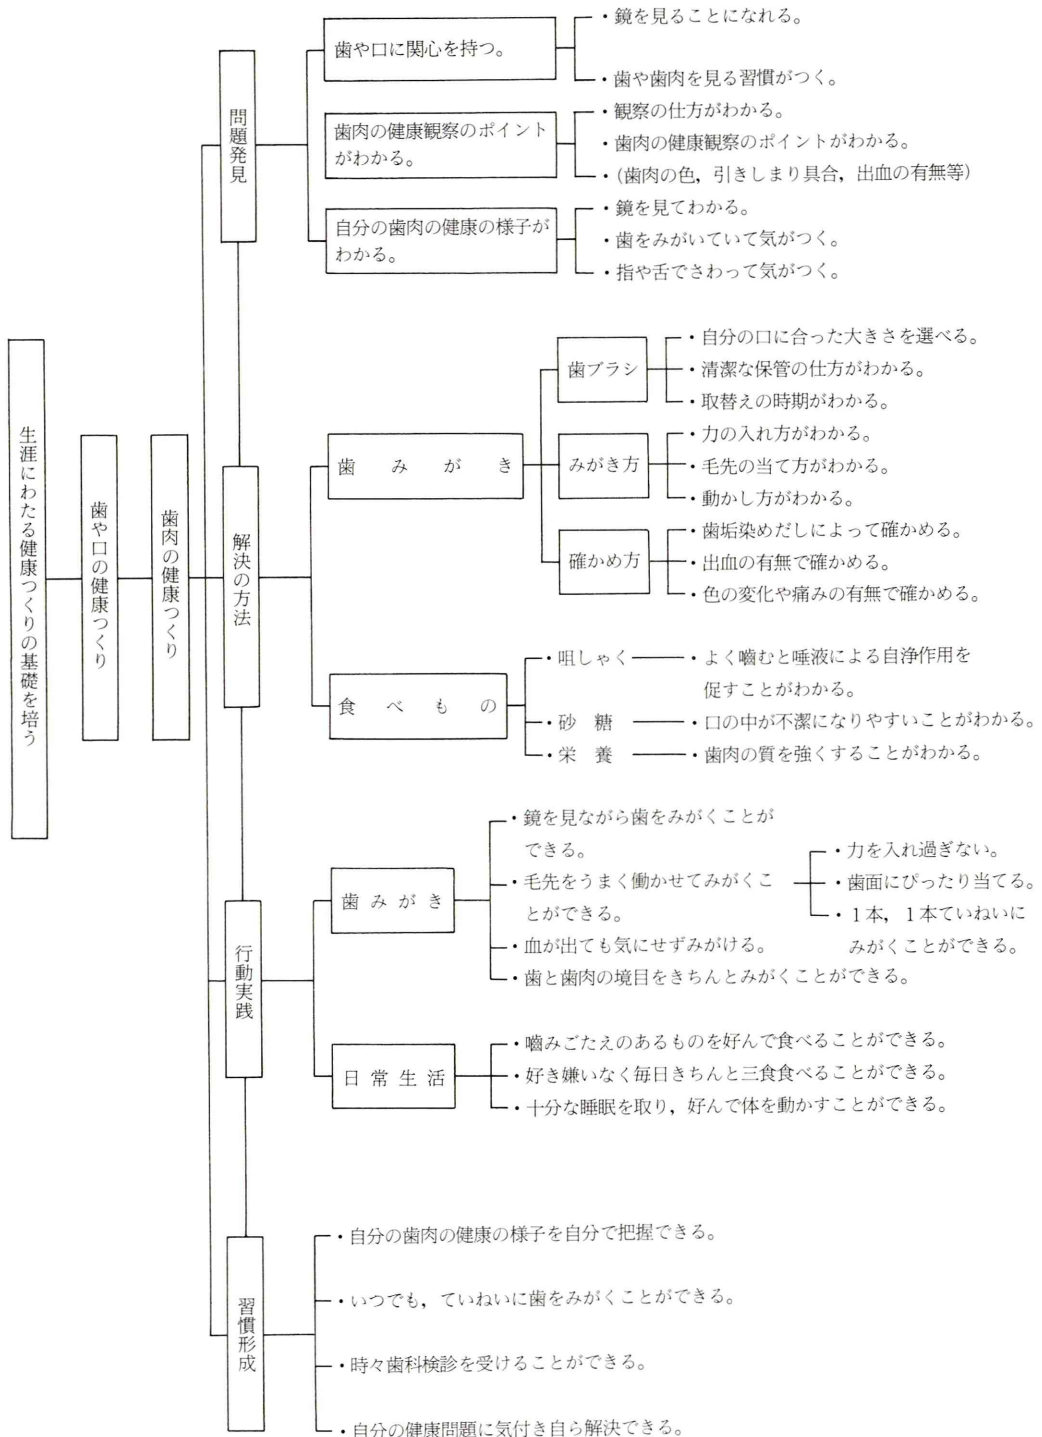 生涯にわたる健康つくりの基礎を培う
歯や口の健康つくり
歯肉の健康つくり
問題発見
歯や口に関心を持つ。
・鏡を見ることになれる。
・歯や歯肉を見る習慣がつく。
歯肉の健康観察のポイント
がわかる。
・観察の仕方がわかる。
・歯肉の健康観察のポイントがわかる。
・(歯肉の色，引きしまり具合，出血の有無等)
自分の歯肉の健康の様子が
わかる。
・鏡を見てわかる。
・歯をみがいていて気がつく。
・指や舌でさわって気がつく。
解決の方法
歯みがき
歯ブラシ
・自分の口に合った大きさを選べる。
・清潔な保管の仕方がわかる。
・取替えの時期がわかる。
みがき方
・力の入れ方がわかる。
・毛先の当て方がわかる。
・動かし方がわかる。
確かめ方
・歯垢染めだしによって確かめる。
・出血の有無で確かめる。
・色の変化や痛みの有無で確かめる。
食べもの
・咀しゃく
・よく嚙むと唾液による自浄作用を
促すことがわかる。
・砂糖
・口の中が不潔になりやすいことがわかる。
・栄養
・歯肉の質を強くすることがわかる。
行動実践
歯みがき
・鏡を見ながら歯をみがくことが
できる。
・毛先をうまく働かせてみがくこ
とができる。
・力を入れ過ぎない。
・歯面にぴったり当てる。
・１本，１本ていねいに
みがくことができる。
・血が出ても気にせずみがける。
・歯と歯肉の境目をきちんとみがくことができる。
日常生活
・嚙みごたえのあるものを好んで食べることができる。
・好き嫌いなく毎日きちんと三食食べることができる。
・十分な睡眠を取り，好んで体を動かすことができる。
習慣形成
・自分の歯肉の健康の様子を自分で把握できる。
・いつでも，ていねいに歯をみがくことができる。
・時々歯科検診を受けることができる。
・自分の健康問題に気付き自ら解決できる。